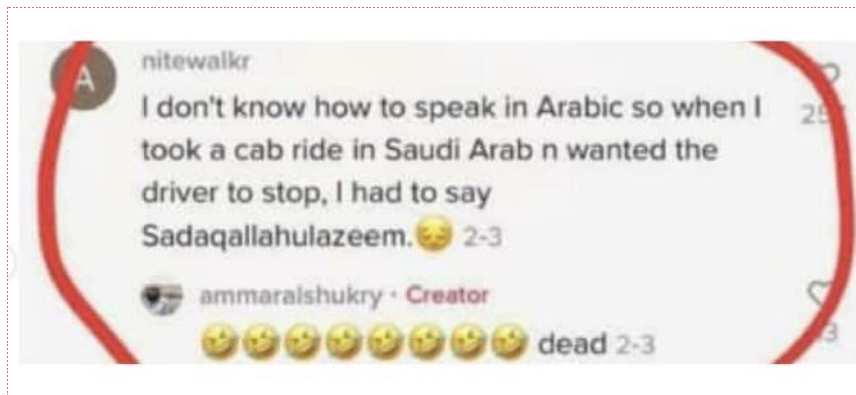 A
nitewalkr
I don't know how to speak in Arabic so when I
took a cab ride in Saudi Arab n wanted the
driver to stop, I had to say
Sadaqallahulazeem.😔 2-3
ammaralshukry · Creator
🤣🤣🤣🤣🤣🤣🤣🤣 dead 2-3